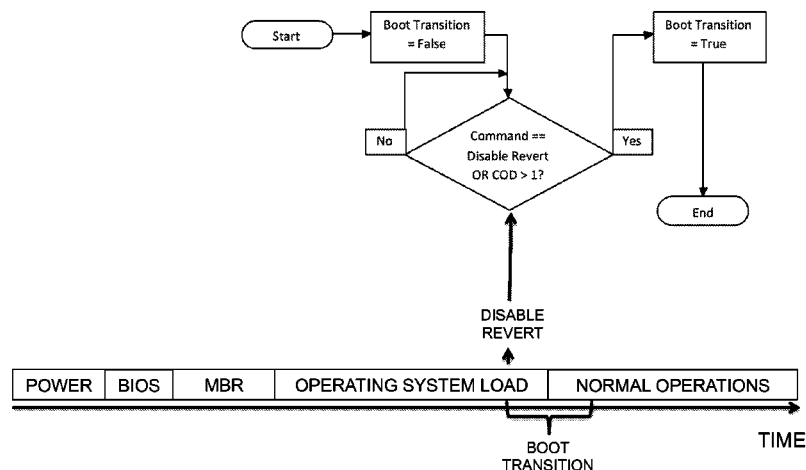 Start
Boot Transition
= False
Boot Transition
= True
No
Command ==
Disable Revert
OR COD > 1?
Yes
End
DISABLE
REVERT
POWER
BIOS
MBR
OPERATING SYSTEM LOAD
NORMAL OPERATIONS
TIME
BOOT
TRANSITION